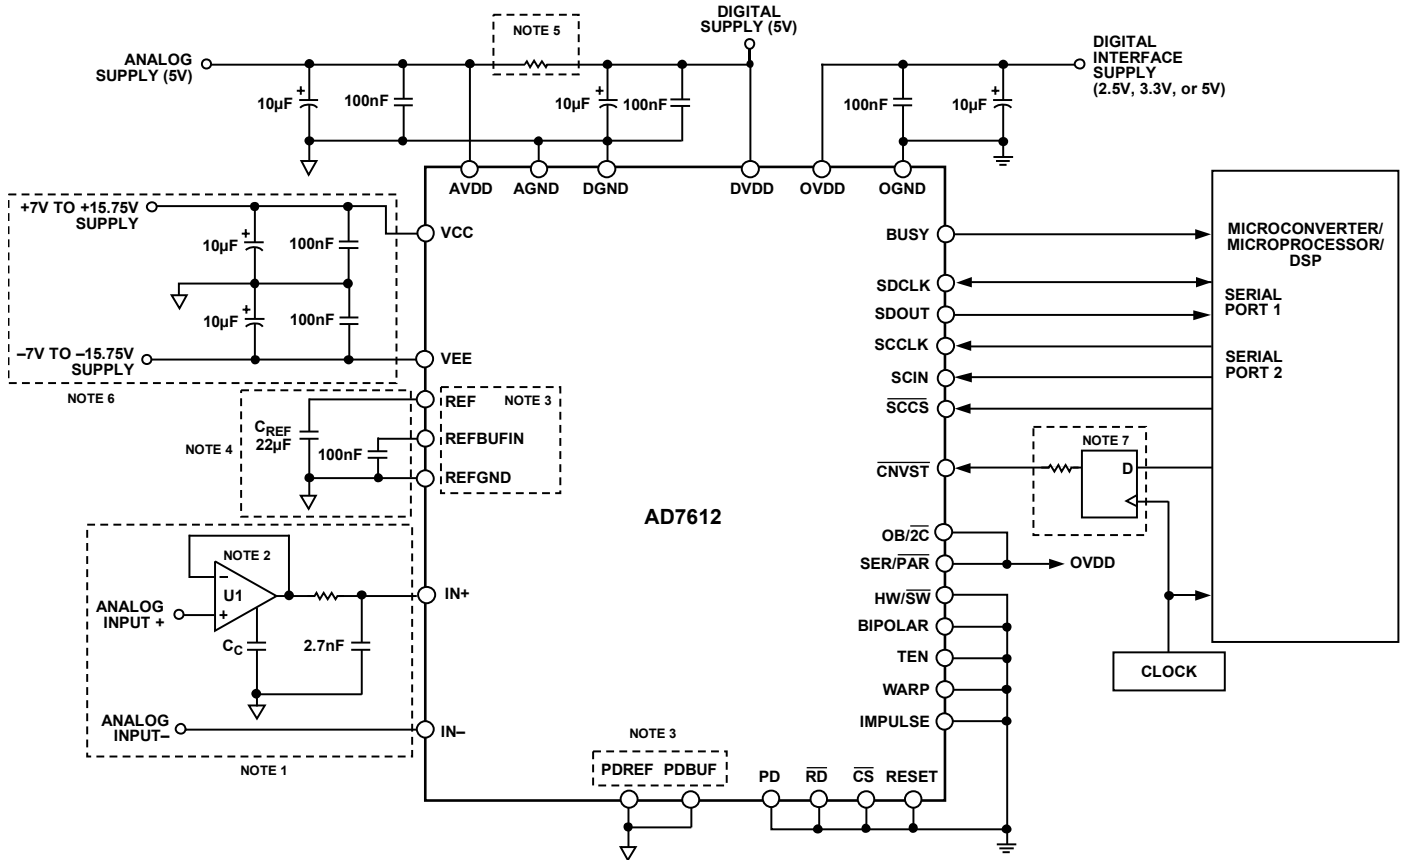 DIGITAL
SUPPLY (5V)
NOTE 5
ANALOG
SUPPLY (5V)
DIGITAL
INTERFACE
SUPPLY
(2.5V, 3.3V, or 5V)
10µF
+
100nF
10µF
+
100nF
100nF
10µF
+
AVDD
AGND
DGND
DVDD
OVDD
OGND
+7V TO +15.75V
SUPPLY
10µF
+
100nF
10µF
+
100nF
–7V TO –15.75V
SUPPLY
NOTE 6
VCC
VEE
REF
NOTE 3
REFBUFIN
REFGND
CREF
22µF
100nF
NOTE 4
NOTE 2
–
U1
+
ANALOG
INPUT +
CC
2.7nF
ANALOG
INPUT–
NOTE 1
IN+
IN–
AD7612
BUSY
SDCLK
SDOUT
SCCLK
SCIN
SCCS
CNVST
OB/2C
SER/PAR
HW/SW
BIPOLAR
TEN
WARP
IMPULSE
OVDD
MICROCONVERTER/
MICROPROCESSOR/
DSP
SERIAL
PORT 1
SERIAL
PORT 2
NOTE 7
D
CLOCK
NOTE 3
PDREF PDBUF
PD
RD
CS
RESET